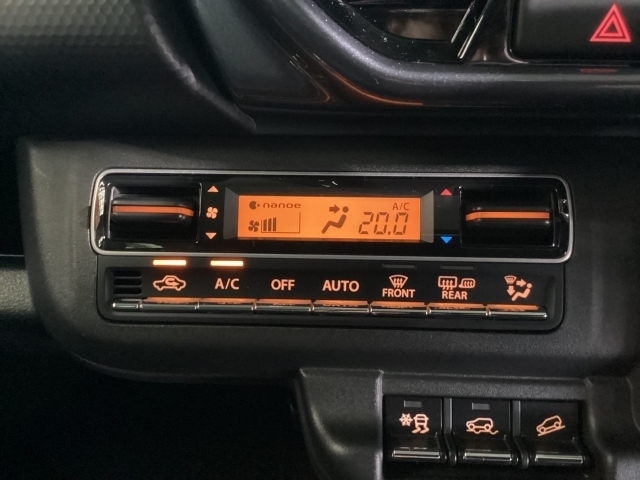 nanoe
A/C
20.0
A/C
OFF
AUTO
FRONT
REAR